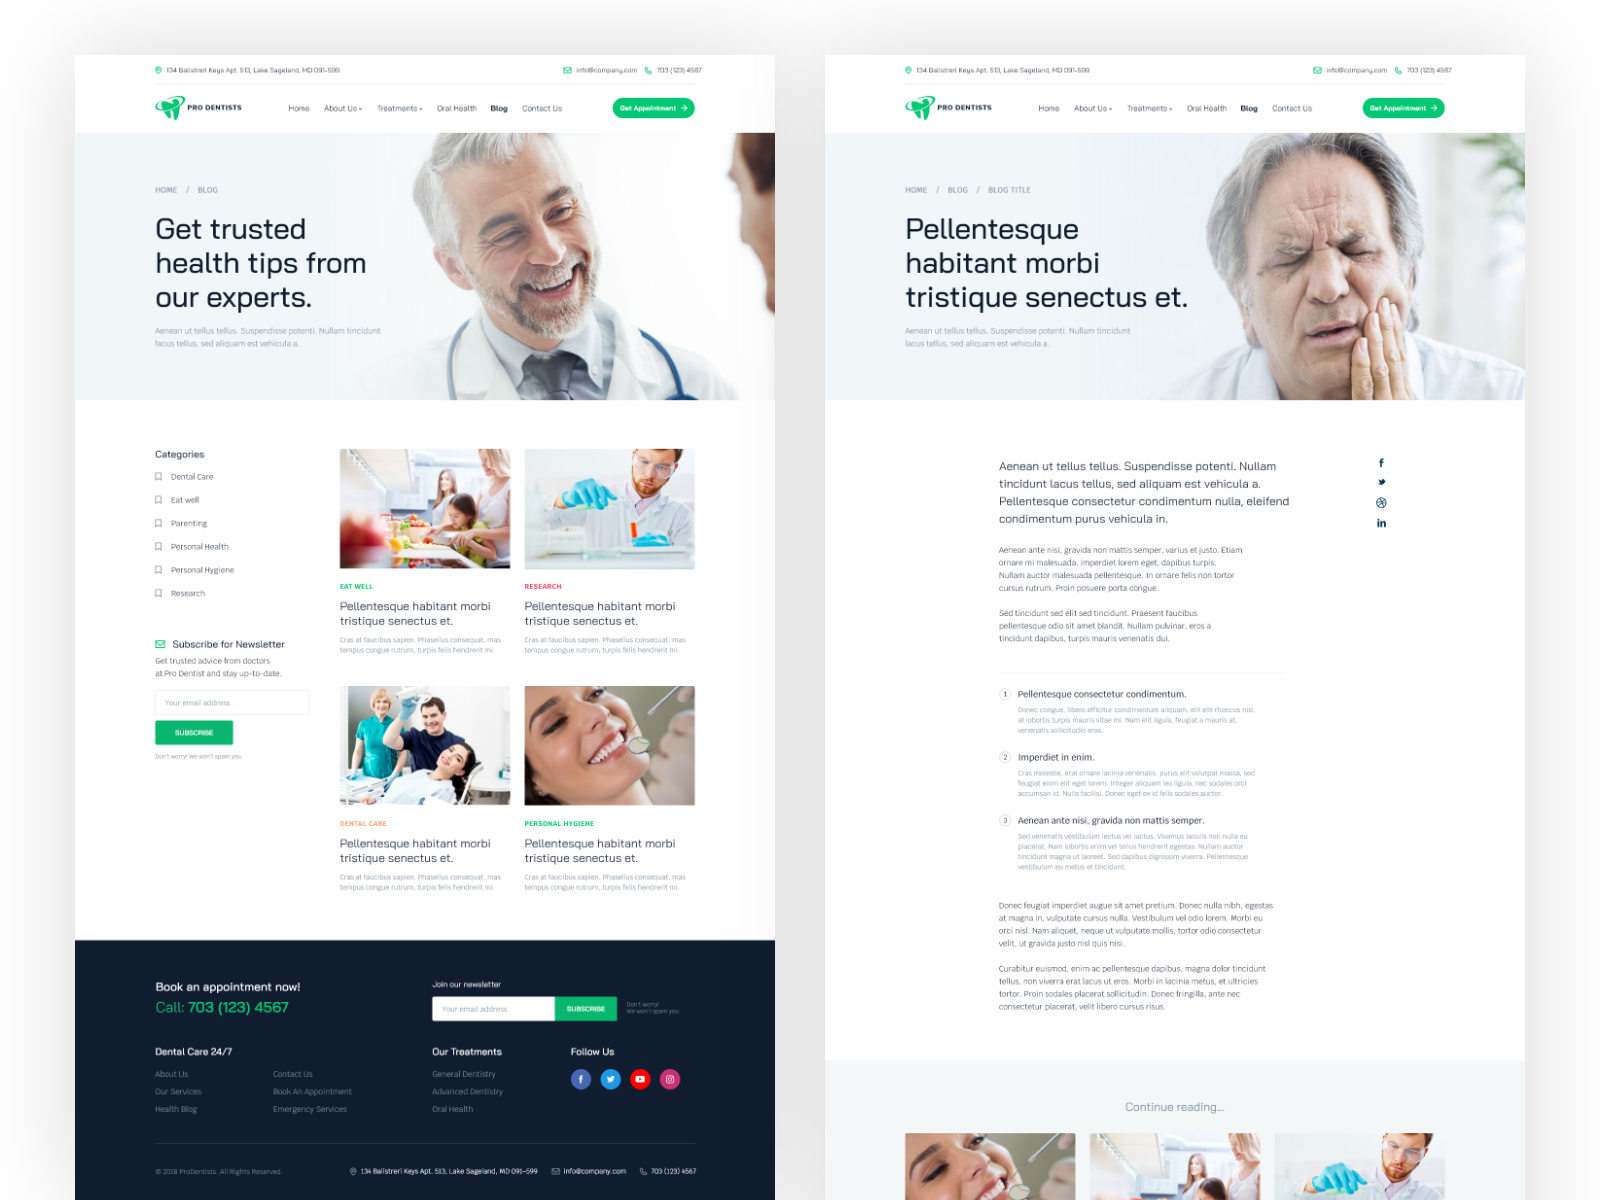 134 Balistreri Keys Apt. 513, Lake Sageland, MD 091-599
info@company.com
703 (123) 4567
PRO DENTISTS
Home
About Us
Treatments
Oral Health
Blog
Contact Us
Get Appointment
HOME / BLOG
Get trusted
health tips from
our experts.
Aenean ut tellus tellus. Suspendisse potenti. Nullam tincidunt
lacus tellus, sed aliquam est vehicula a.
Categories
Dental Care
Eat well
Parenting
Personal Health
Personal Hygiene
Research
Subscribe for Newsletter
Get trusted advice from doctors
at Pro Dentist and stay up-to-date.
Your email address
SUBSCRIBE
Don't worry! We won't spam you.
EAT WELL
Pellentesque habitant morbi
tristique senectus et.
Cras at faucibus sapien. Phasellus consequat, mas
tempus congue rutrum, turpis felis hendrerit mi.
RESEARCH
Pellentesque habitant morbi
tristique senectus et.
Cras at faucibus sapien. Phasellus consequat, mas
tempus congue rutrum, turpis felis hendrerit mi.
DENTAL CARE
Pellentesque habitant morbi
tristique senectus et.
Cras at faucibus sapien. Phasellus consequat, mas
tempus congue rutrum, turpis felis hendrerit mi.
PERSONAL HYGIENE
Pellentesque habitant morbi
tristique senectus et.
Cras at faucibus sapien. Phasellus consequat, mas
tempus congue rutrum, turpis felis hendrerit mi.
Book an appointment now!
Call: 703 (123) 4567
Join our newsletter
Your email address
SUBSCRIBE
Don't worry!
We won't spam you.
Dental Care 24/7
About Us
Our Services
Health Blog
Contact Us
Book An Appointment
Emergency Services
Our Treatments
General Dentistry
Advanced Dentistry
Oral Health
Follow Us
© 2018 ProDentists. All Rights Reserved.
134 Balistreri Keys Apt. 513, Lake Sageland, MD 091-599
info@company.com
703 (123) 4567
134 Balistreri Keys Apt. 513, Lake Sageland, MD 091-599
info@company.com
703 (123) 4567
PRO DENTISTS
Home
About Us
Treatments
Oral Health
Blog
Contact Us
Get Appointment
HOME / BLOG / BLOG TITLE
Pellentesque
habitant morbi
tristique senectus et.
Aenean ut tellus tellus. Suspendisse potenti. Nullam tincidunt
lacus tellus, sed aliquam est vehicula a.
Aenean ut tellus tellus. Suspendisse potenti. Nullam
tincidunt lacus tellus, sed aliquam est vehicula a.
Pellentesque consectetur condimentum nulla, eleifend
condimentum purus vehicula in.
Aenean ante nisi, gravida non mattis semper, varius et justo. Etiam
ornare mi malesuada, imperdiet lorem eget, dapibus turpis.
Nullam auctor malesuada pellentesque. In ornare felis non tortor
cursus rutrum. Proin posuere porta congue.
Sed tincidunt sed elit sed tincidunt. Praesent faucibus
pellentesque odio sit amet blandit. Nullam pulvinar, eros a
tincidunt dapibus, turpis mauris venenatis dui.
1 Pellentesque consectetur condimentum.
Donec congue, libero efficitur condimentum aliquam, elit elit rhoncus nisi,
at lobortis turpis mauris vitae mi. Nam elit ligula, feugiat a mauris at,
venenatis sollicitudin eros.
2 Imperdiet in enim.
Cras molestie, erat ornare lacinia venenatis, purus elit volutpat massa, sed
feugiat enim elit eget lorem. Integer aliquam leo ligula, nec sodales orci
accumsan id. Nulla facilisi. Donec eget ex id felis sodales auctor.
3 Aenean ante nisi, gravida non mattis semper.
Sed venenatis vestibulum lectus vel luctus. Vivamus iaculis non nulla eu
placerat. Nam lobortis enim vel tellus hendrerit egestas. Nullam auctor
tincidunt magna ut laoreet. Sed dapibus dignissim viverra. Pellentesque
vestibulum eu metus et tincidunt.
Donec feugiat imperdiet augue sit amet pretium. Donec nulla nibh, egestas
at magna in, vulputate cursus nulla. Vestibulum vel odio lorem. Morbi eu
orci nisl. Nam aliquet, neque ut vulputate mollis, tortor odio consectetur
velit, ut gravida justo nisl quis nisi.
Curabitur euismod, enim ac pellentesque dapibus, magna dolor tincidunt
tellus, non viverra erat lacus ut eros. Morbi in lacinia metus, et ultricies
tortor. Proin sodales placerat sollicitudin. Donec fringilla, ante nec
consectetur placerat, velit libero cursus risus.
Continue reading...